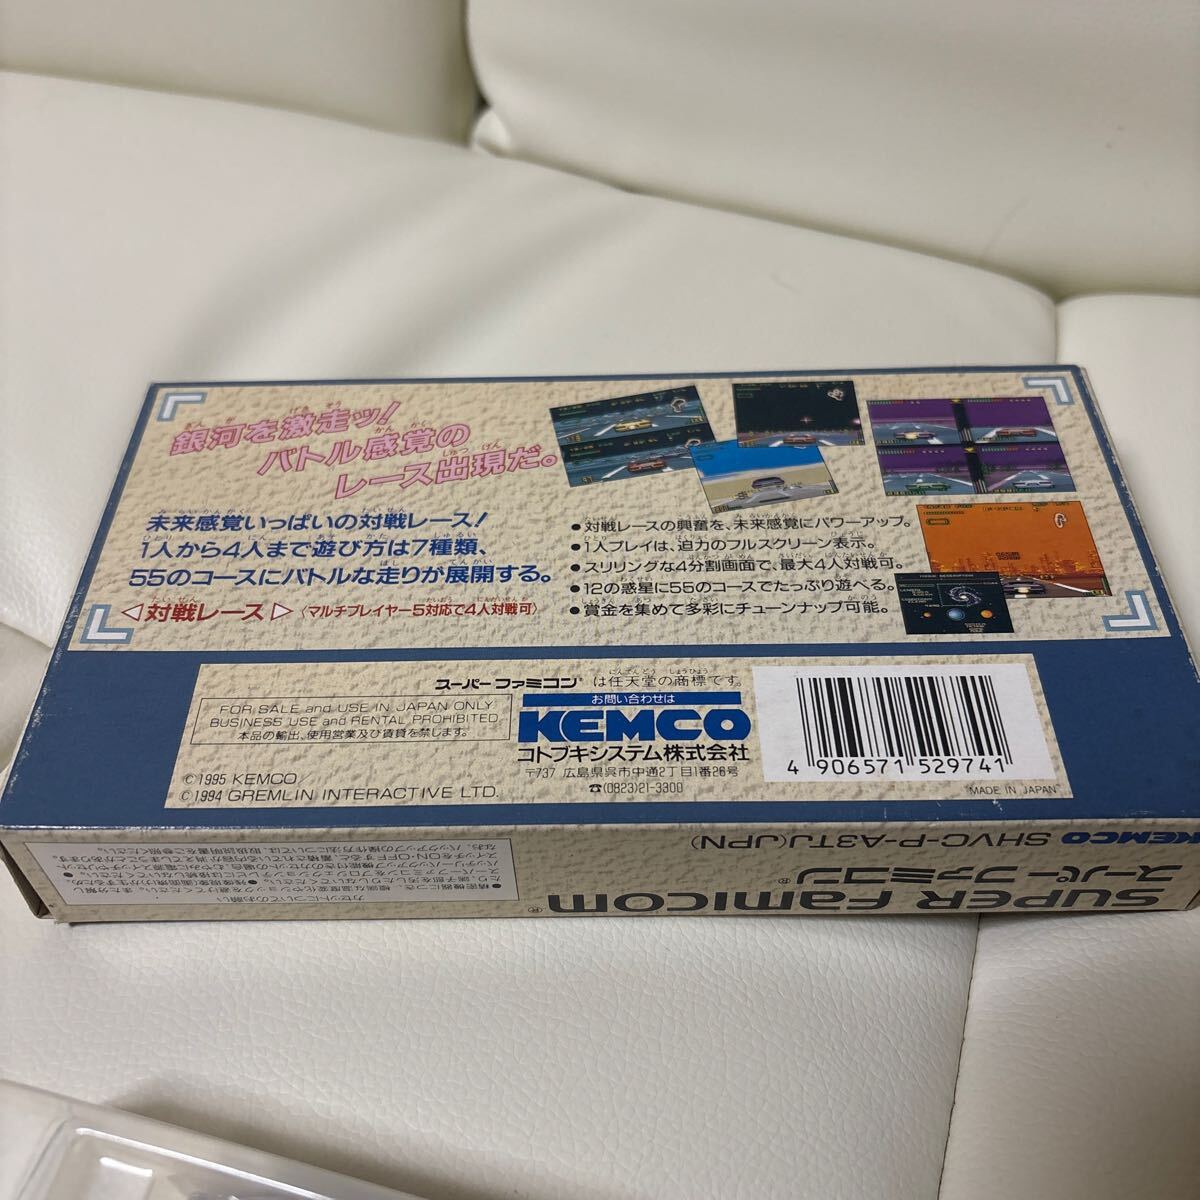 銀河を激走ッ!
バトル感覚の
レース出現だ。
未来感覚いっぱいの対戦レース!
1人から4人まで遊び方は7種類、
55のコースにバトルな走りが展開する。
◁対戦レース▷〈マルチプレイヤー5対応で4人対戦可〉
●対戦レースの興奮を、未来感覚にパワーアップ。
●1人プレイは、迫力のフルスクリーン表示。
●スリリングな4分割画面で、最大4人対戦可能。
●12の惑星に55のコースでたっぷり遊べる。
●賞金を集めて多彩にチューンナップ可能。
スーパーファミコン®は任天堂の商標です。
FOR SALE and USE IN JAPAN ONLY
BUSINESS USE and RENTAL PROHIBITED
本品の輸出、使用営業及び賃貸を禁じます。
©1995 KEMCO
©1994 GREMLIN INTERACTIVE LTD.
お問い合わせは
KEMCO
コトブキシステム株式会社
〒737 広島県呉市中通2丁目1番26号
☎(0823)21-3300
4 906571 529741
MADE IN JAPAN
KEMCO SHVC-P-A3TJ(JPN)
スーパーファミコン®
SUPER Famicom®
カセットについてのお願い